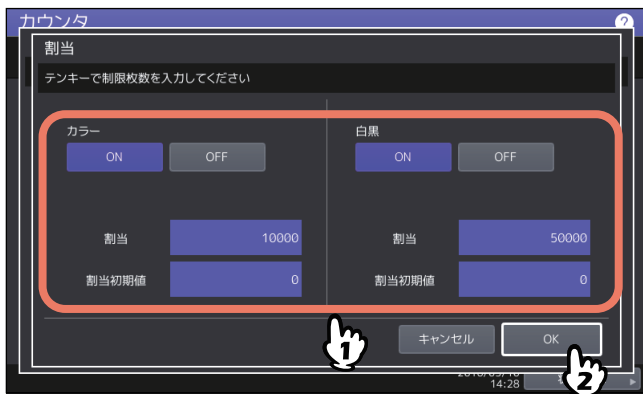 カウンタ
?
割当
テンキーで制限枚数を入力してください
カラー
白黒
ON OFF
ON OFF
割当 10000
割当 50000
割当初期値 0
割当初期値 0
キャンセル OK
1
2
14:28